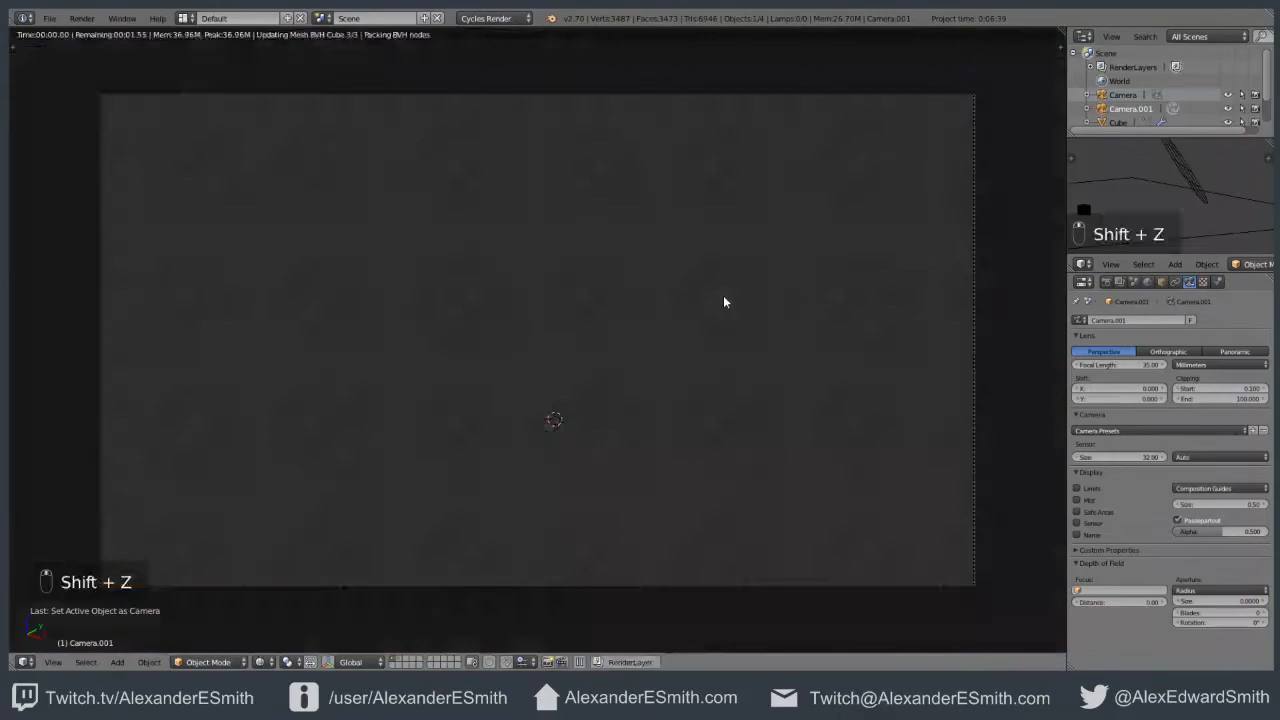 File Render Window Help Default Scene Cycles Render v2.70 | Verts:3487 | Faces:3473 | Tris:6946 | Objects:1/4 | Lamps:0/0 | Mem:26.70M | Camera.001 Project time: 0:06:39
Time:00:00.00 | Remaining:00:01.55 | Mem:36.96M, Peak:36.96M | Updating Mesh BVH Cube 3/3 | Packing BVH nodes
View Search All Scenes
Scene
RenderLayers
World
Camera
Camera.001
Cube
Shift + Z
View Select Add Object Object M
Camera.001 Camera.001
Camera.001 F
Lens
Perspective Orthographic Panoramic
Focal Length: 35.00 Millimeters
Shift: Clipping:
X: 0.000 Start: 0.100
Y: 0.000 End: 100.000
Camera
Camera Presets
Sensor:
Size: 32.00 Auto
Display
Limits Composition Guides
Mist Size: 0.50
Safe Areas Passepartout
Sensor Alpha: 0.500
Name
Custom Properties
Depth of Field
Focus: Aperture:
Radius
Distance: 0.00 Size: 0.0000
Blades: 0
Rotation: 0°
Shift + Z
Last: Set Active Object as Camera
y
(1) Camera.001
View Select Add Object Object Mode Global RenderLayer
Twitch.tv/AlexanderESmith /user/AlexanderESmith AlexanderESmith.com Twitch@AlexanderESmith.com @AlexEdwardSmith